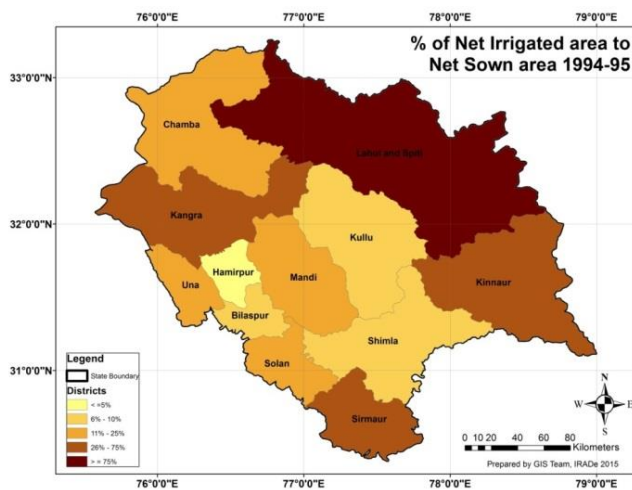 % of Net Irrigated area to
Net Sown area 1994-95
76°0'0"E 77°0'0"E 78°0'0"E 79°0'0"E
33°0'0"N
32°0'0"N
31°0'0"N
Chamba
Lahul and Spiti
Kangra
Kullu
Kinnaur
Hamirpur
Mandi
Una
Bilaspur
Shimla
Solan
Sirmaur
Legend
State Boundary
Districts
< =5%
6% - 10%
11% - 25%
26% - 75%
> = 75%
N
W E
S
0 10 20 40 60 80
Kilometers
Prepared by GIS Team, IRADe 2015
76°0'0"E 77°0'0"E 78°0'0"E 79°0'0"E